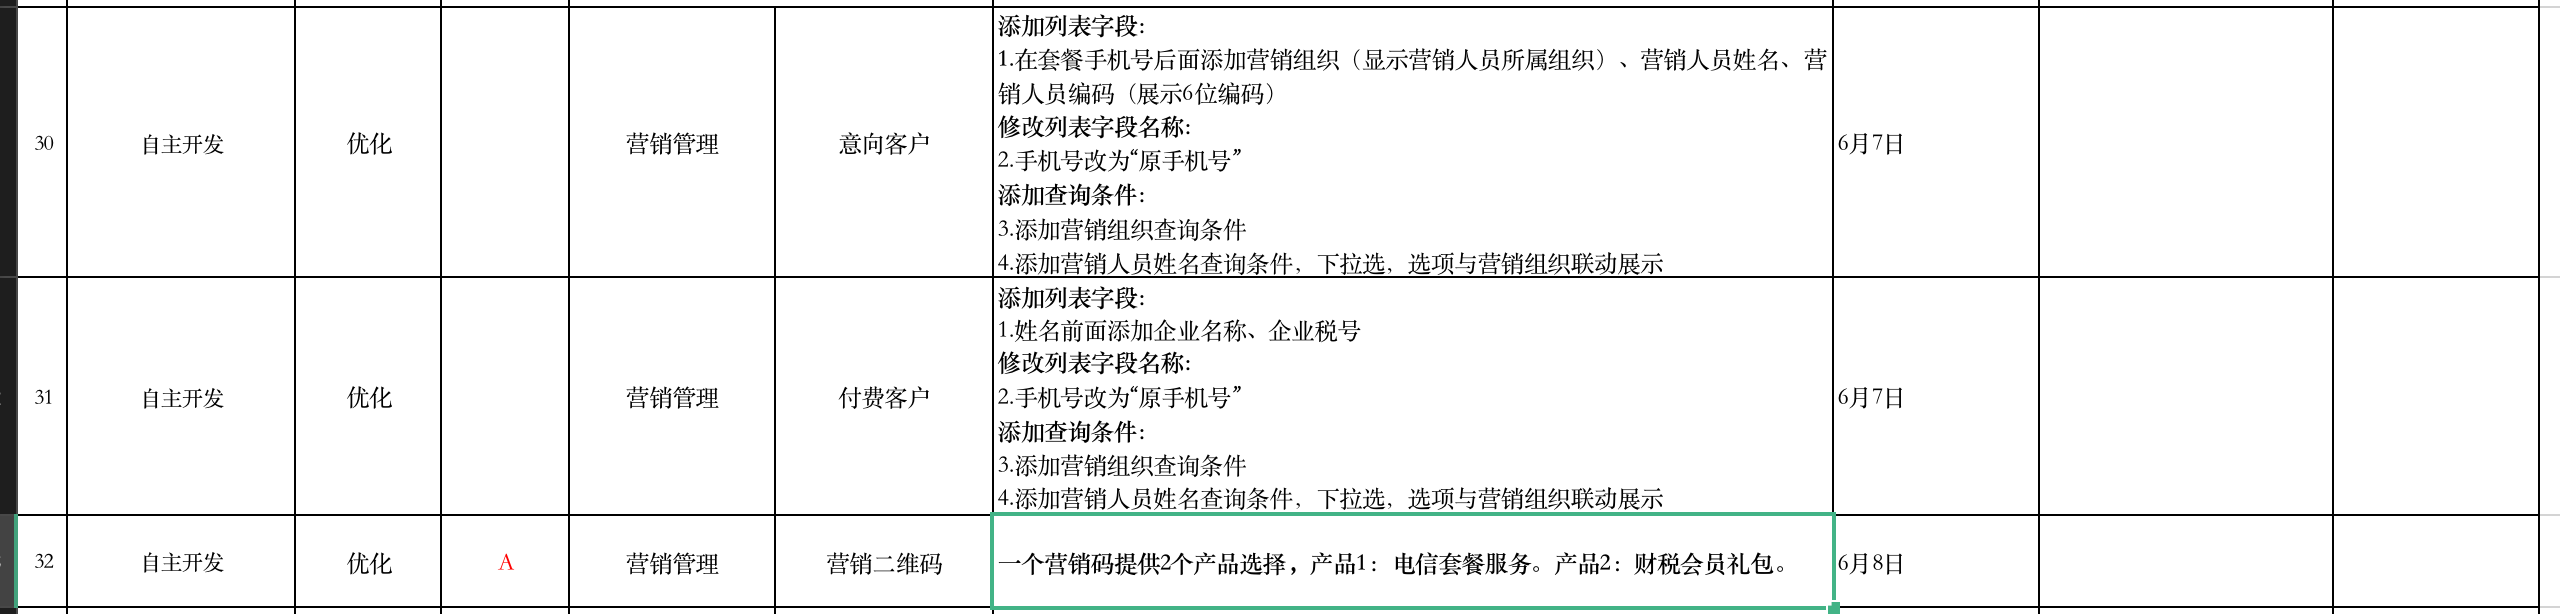 30
自主开发
优化
营销管理
意向客户
添加列表字段:
1.在套餐手机号后面添加营销组织（显示营销人员所属组织）、营销人员姓名、营
销人员编码（展示6位编码）
修改列表字段名称:
2.手机号改为“原手机号”
添加查询条件:
3.添加营销组织查询条件
4.添加营销人员姓名查询条件，下拉选，选项与营销组织联动展示
6月7日
31
自主开发
优化
营销管理
付费客户
添加列表字段:
1.姓名前面添加企业名称、企业税号
修改列表字段名称:
2.手机号改为“原手机号”
添加查询条件:
3.添加营销组织查询条件
4.添加营销人员姓名查询条件，下拉选，选项与营销组织联动展示
6月7日
32
自主开发
优化
A
营销管理
营销二维码
一个营销码提供2个产品选择，产品1：电信套餐服务。产品2：财税会员礼包。
6月8日